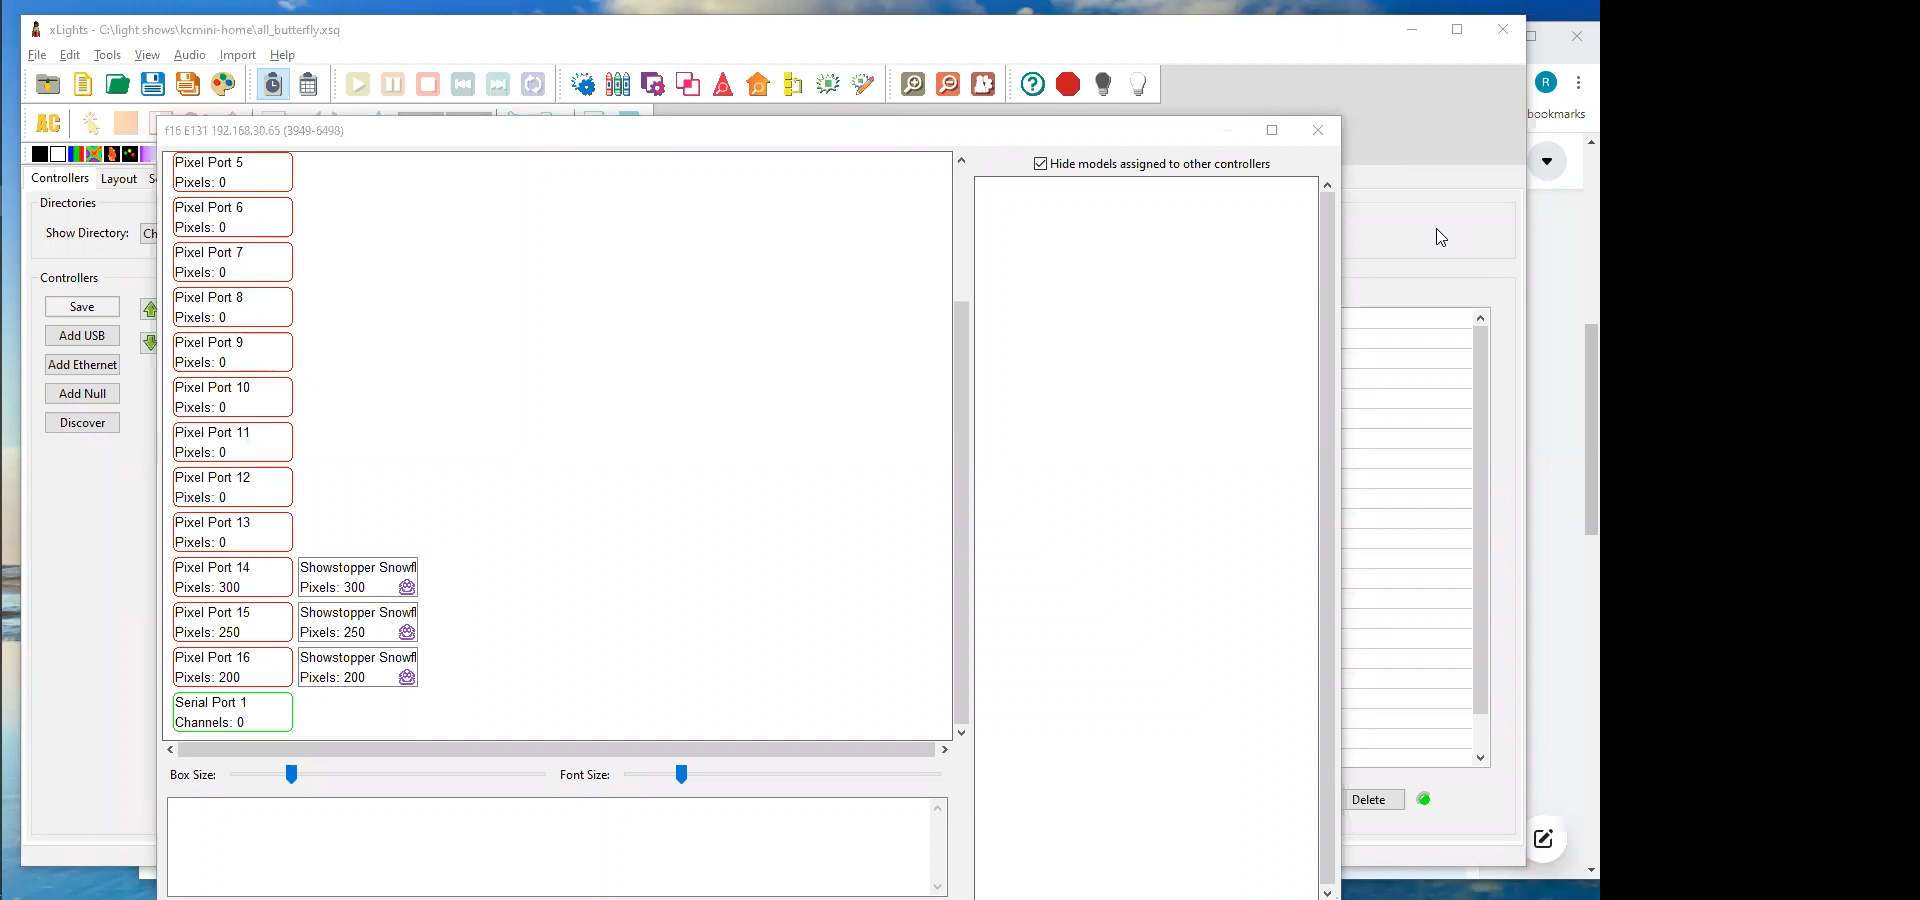 xLights - C:\light shows\kcmini-home\all_butterfly.xsq
File Edit Tools View Audio Import Help
AC
bookmarks
R
f16 E131 192.168.30.65 (3949-6498)
Controllers Layout S
Directories
Show Directory: Ch
Controllers
Save
Add USB
Add Ethernet
Add Null
Discover
Pixel Port 5
Pixels: 0
Pixel Port 6
Pixels: 0
Pixel Port 7
Pixels: 0
Pixel Port 8
Pixels: 0
Pixel Port 9
Pixels: 0
Pixel Port 10
Pixels: 0
Pixel Port 11
Pixels: 0
Pixel Port 12
Pixels: 0
Pixel Port 13
Pixels: 0
Pixel Port 14
Pixels: 300
Showstopper Snowfl
Pixels: 300
Pixel Port 15
Pixels: 250
Showstopper Snowfl
Pixels: 250
Pixel Port 16
Pixels: 200
Showstopper Snowfl
Pixels: 200
Serial Port 1
Channels: 0
Hide models assigned to other controllers
Box Size:
Font Size:
Delete